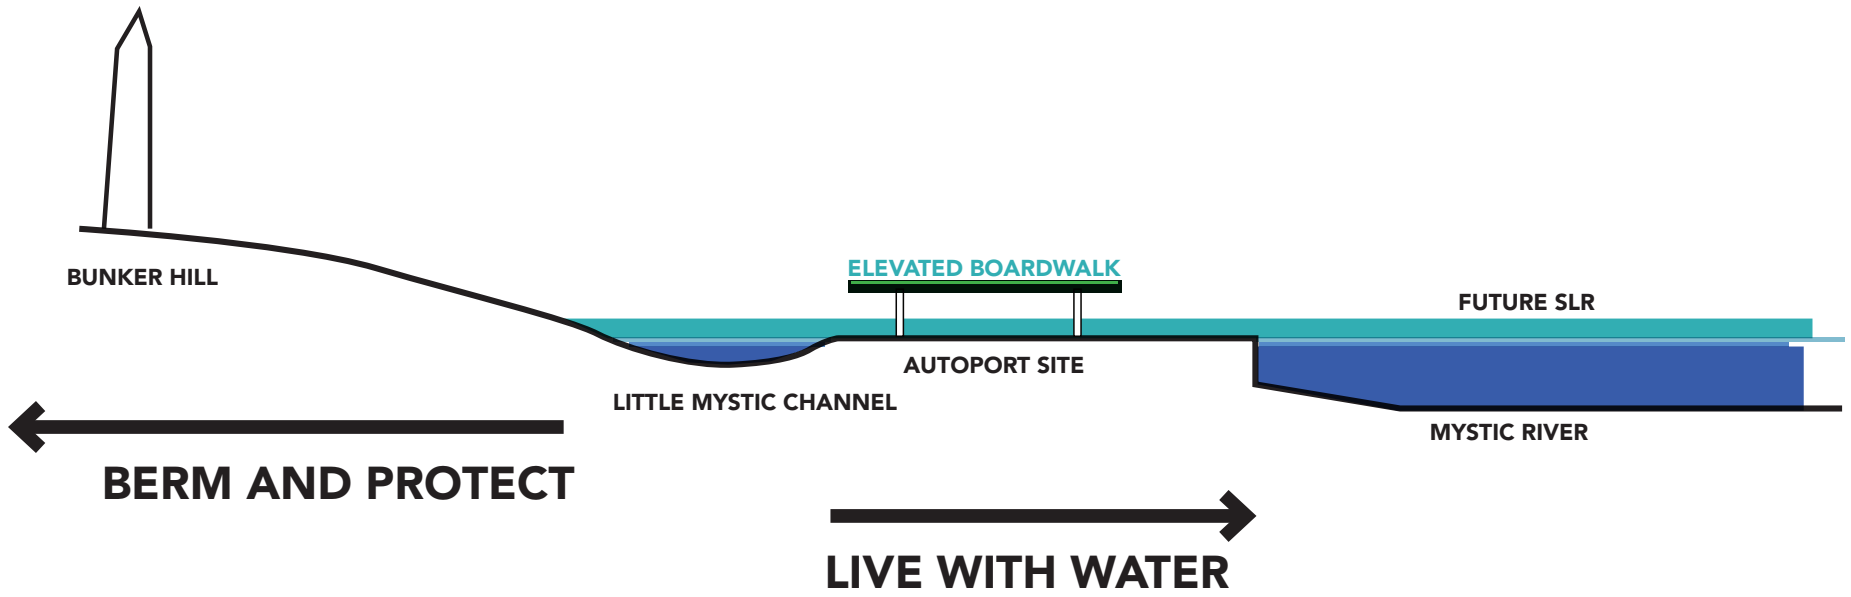 ELEVATED BOARDWALK
BUNKER HILL
FUTURE SLR
AUTOPORT SITE
LITTLE MYSTIC CHANNEL
MYSTIC RIVER
BERM AND PROTECT
LIVE WITH WATER